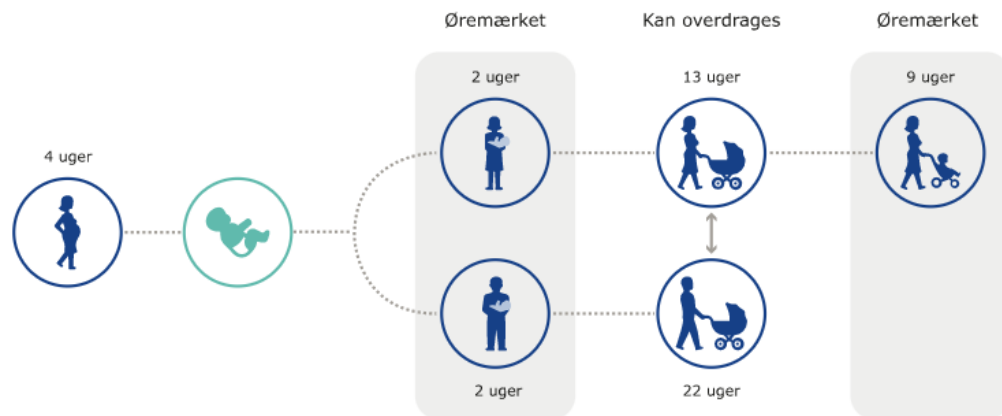 Øremærket
Kan overdrages
Øremærket
2 uger
13 uger
9 uger
4 uger
2 uger
22 uger